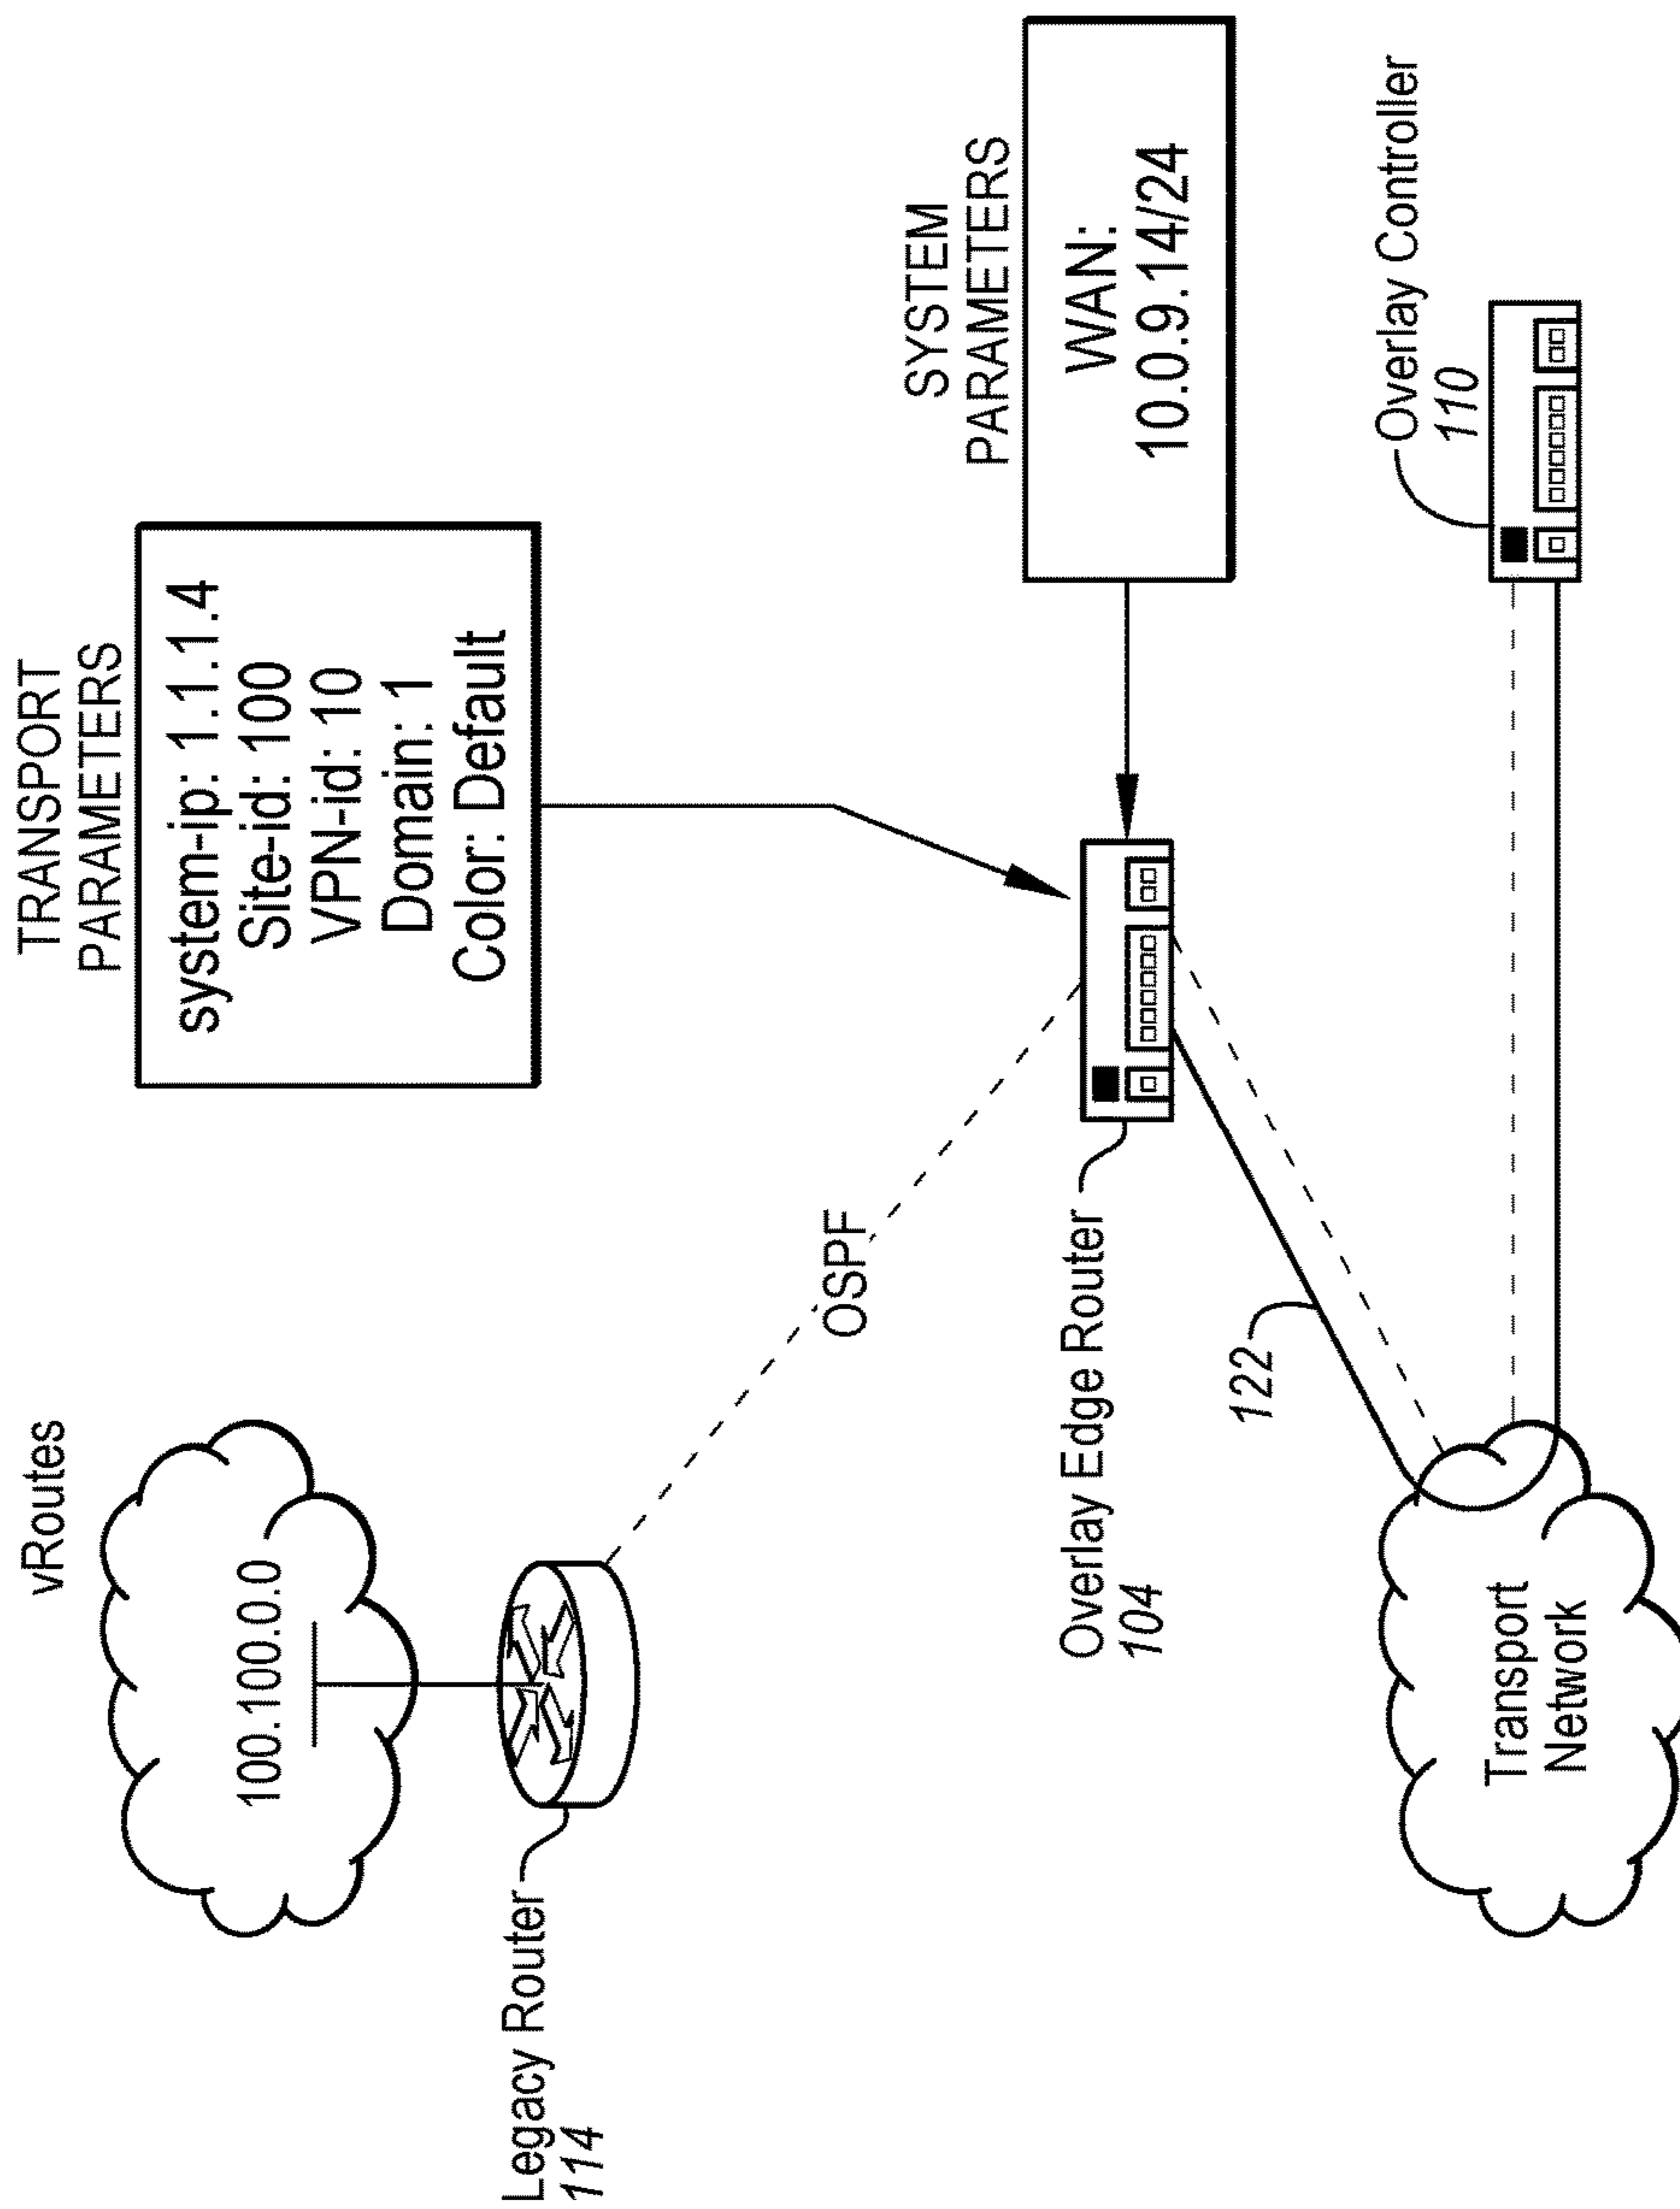 vRoutes
100.100.0.0
Legacy Router
114
OSPF
TRANSPORT
PARAMETERS
system-ip: 1.1.1.4
Site-id: 100
VPN-id: 10
Domain: 1
Color: Default
SYSTEM
PARAMETERS
WAN:
10.0.9.14/24
Overlay Edge Router
104
122
Transport
Network
Overlay Controller
110